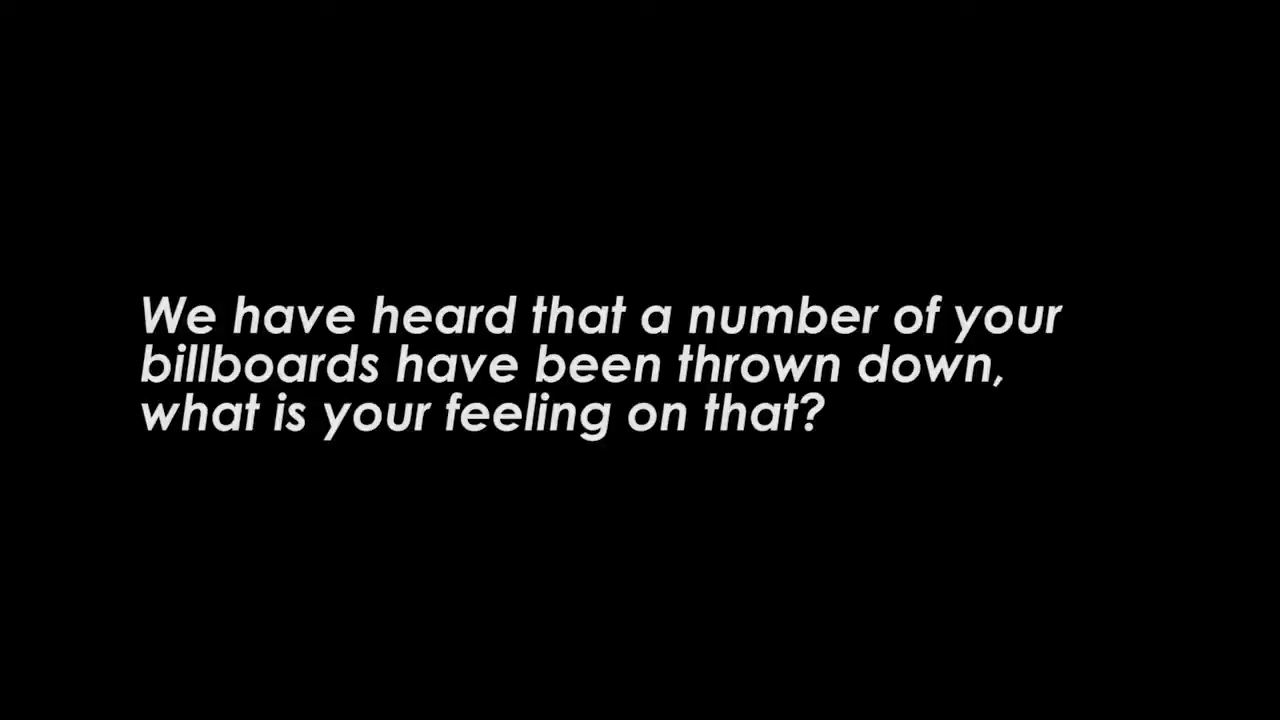 We have heard that a number of your
billboards have been thrown down,
what is your feeling on that?